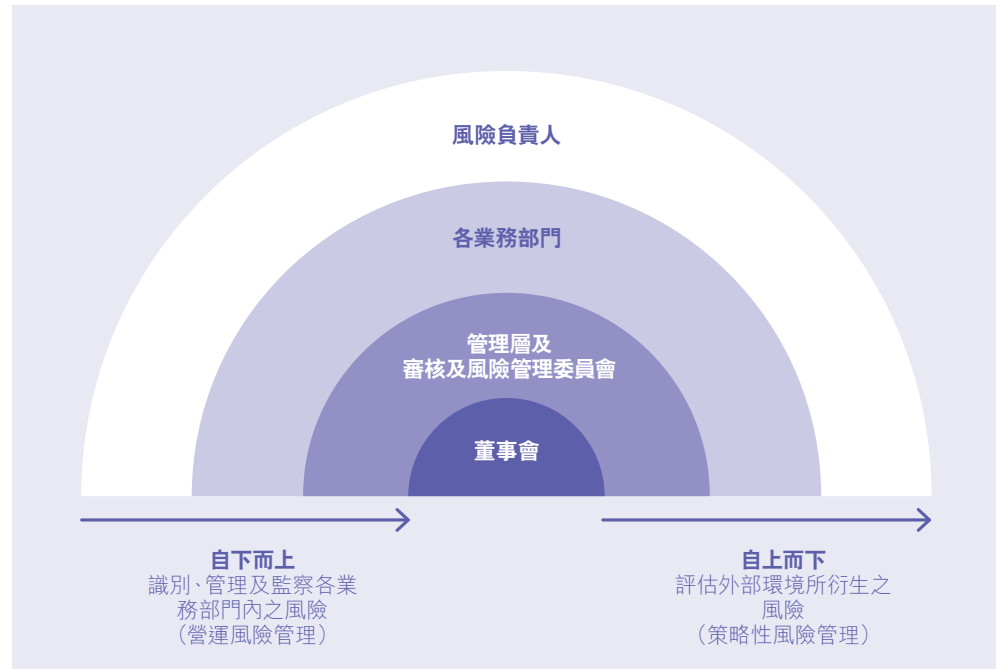 風險負責人
各業務部門
管理層及
審核及風險管理委員會
董事會
自下而上
識別、管理及監察各業
務部門內之風險
（營運風險管理）
自上而下
評估外部環境所衍生之
風險
（策略性風險管理）